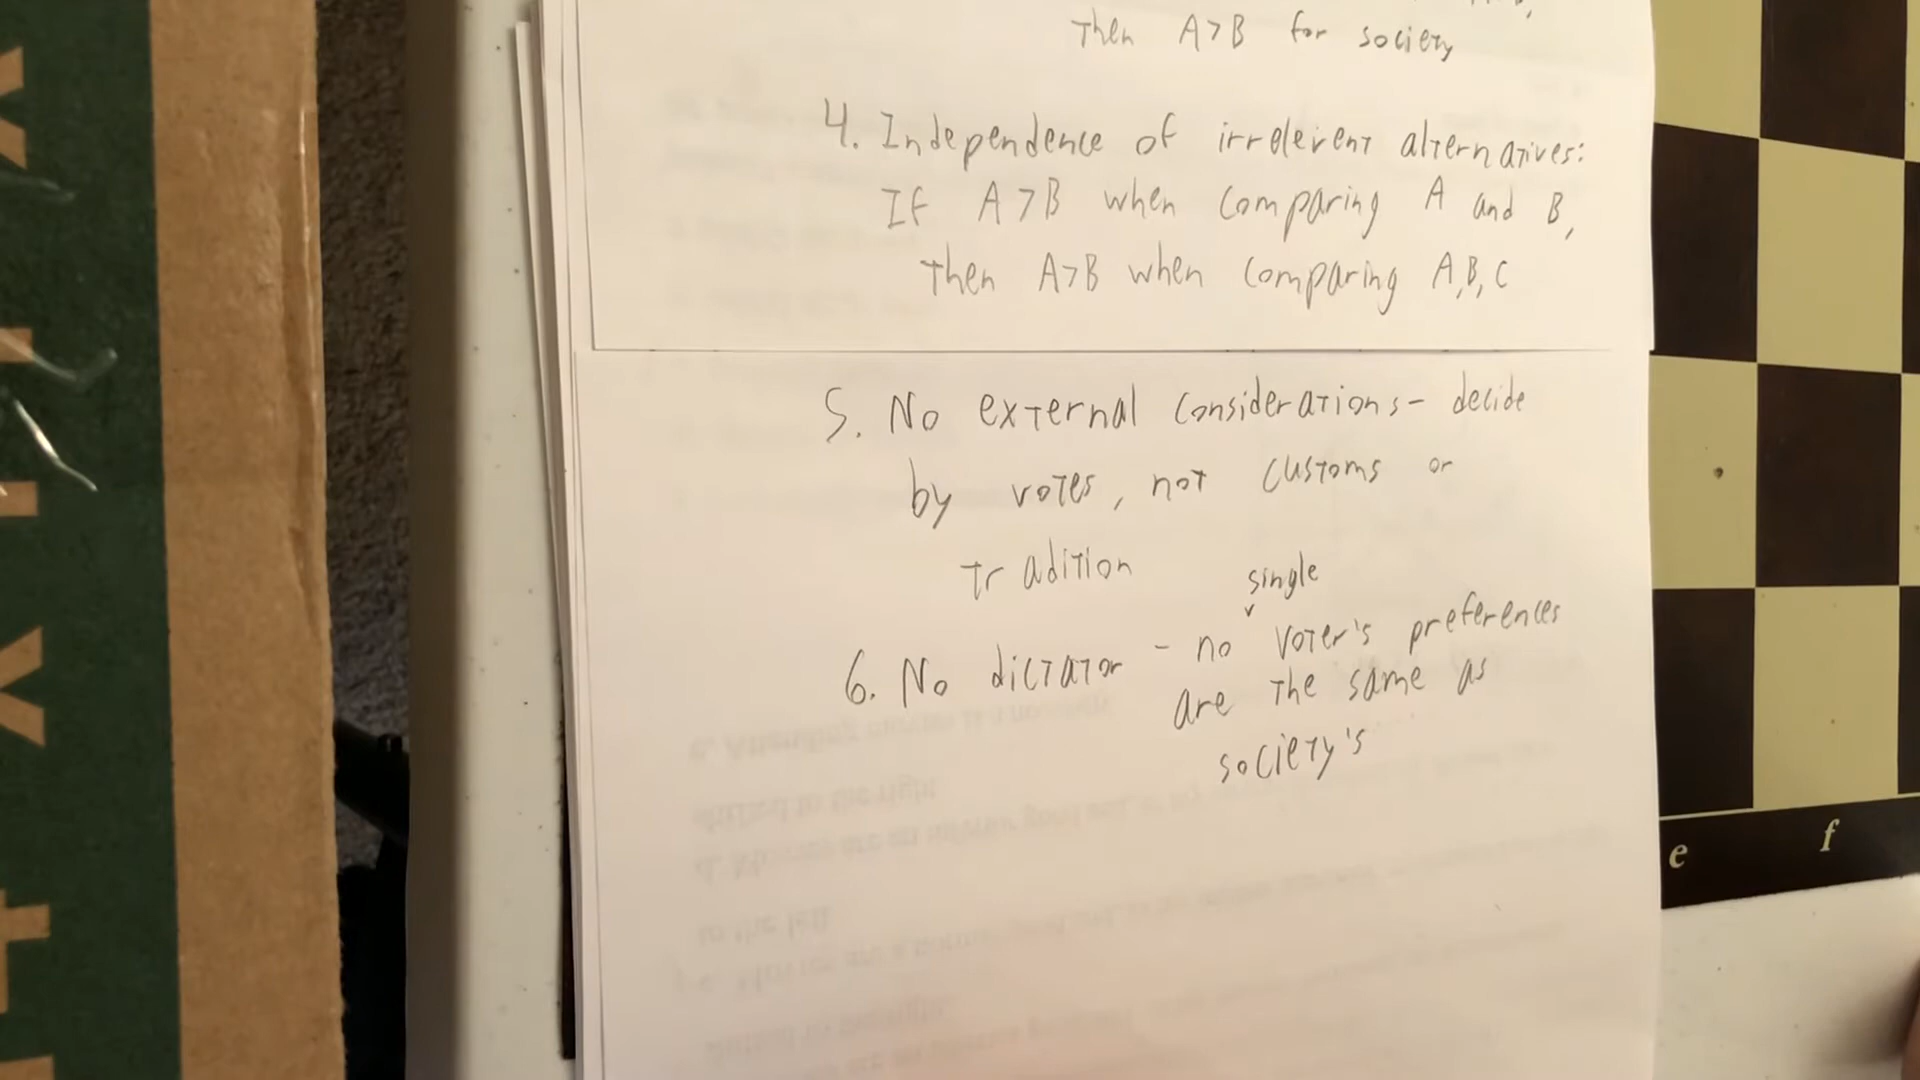 Then A>B for society
4. Independence of irrelevent alternatives:
If A>B when comparing A and B,
then A>B when comparing A,B,C
5. No external considerations- decide
by votes, not customs or
tradition
single
6. No dictator - no voter's preferences
are the same as
society's
e f